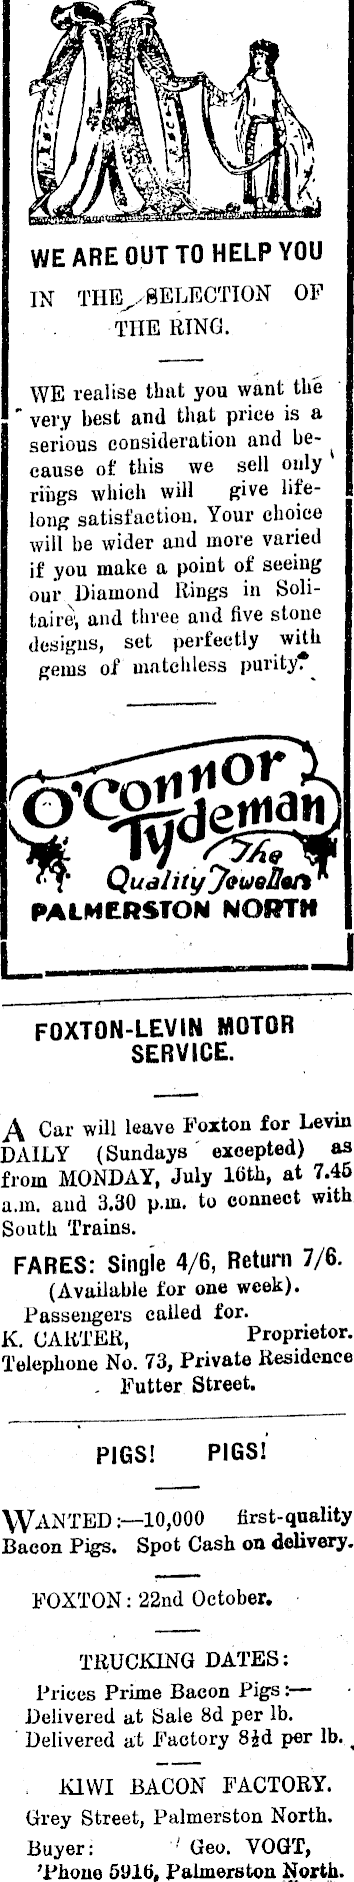 WE ARE OUT TO HELP YOU
IN THE SELECTION OF
THE RING.
WE realise that you want the
very best and that price is a
serious consideration and be-
cause of this we sell only
rings which will give life-
long satisfaction. Your choice
will be wider and more varied
if you make a point of seeing
our Diamond Rings in Soli-
taire, and three and five stone
designs, set perfectly with
gems of matchless purity.
O'Connor
Tydeman
The
Quality Jewellers
PALMERSTON NORTH
FOXTON-LEVIN MOTOR
SERVICE.
A Car will leave Foxton for Levin
DAILY (Sundays excepted) as
from MONDAY, July 16th, at 7.45
a.m. and 3.30 p.m. to connect with
South Trains.
FARES: Single 4/6, Return 7/6.
(Available for one week).
Passengers called for.
K. CARTER, Proprietor.
Telephone No. 73, Private Residence
Futter Street.
PIGS! PIGS!
WANTED:—10,000 first-quality
Bacon Pigs. Spot Cash on delivery.
FOXTON: 22nd October.
TRUCKING DATES:
Prices Prime Bacon Pigs:—
Delivered at Sale 8d per lb.
Delivered at Factory 8½d per lb.
KIWI BACON FACTORY.
Grey Street, Palmerston North.
Buyer: Geo. VOGT,
'Phone 5916, Palmerston North.